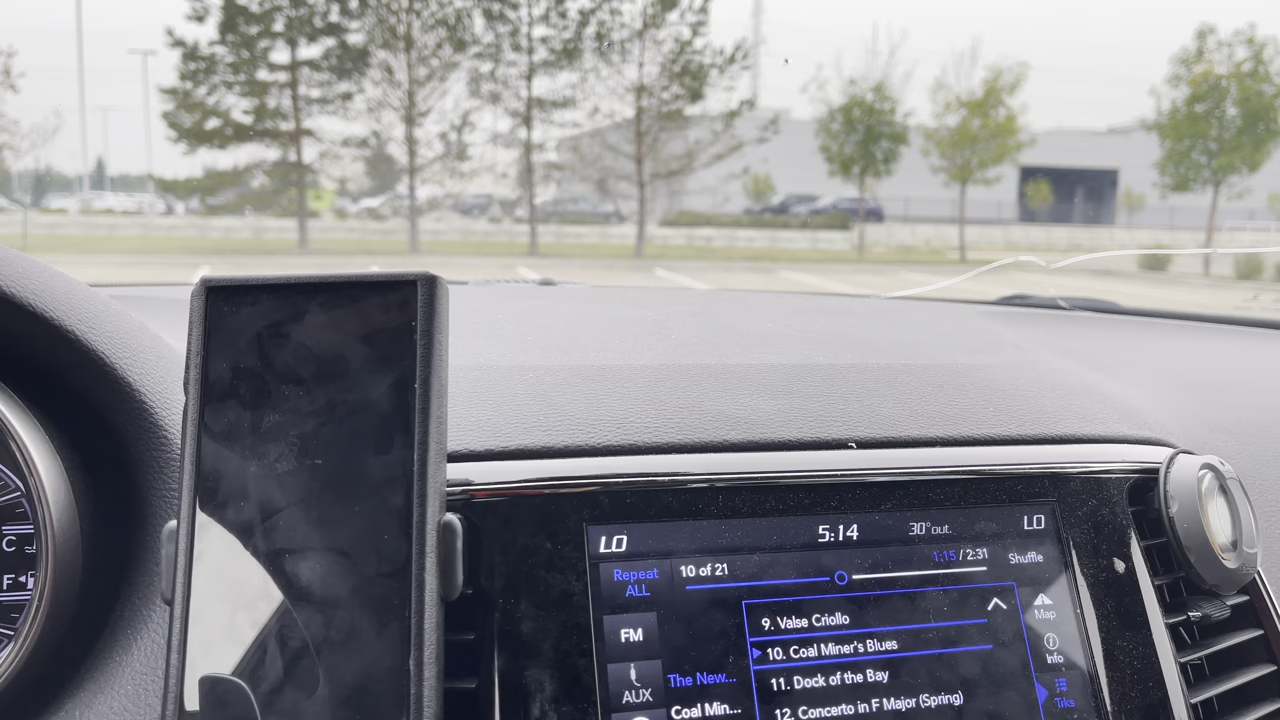 LO
5:14
30°out.
LO
Repeat
ALL
10 of 21
1:15 / 2:31
Shuffle
FM
AUX
The New...
Coal Min...
9. Valse Criollo
10. Coal Miner's Blues
11. Dock of the Bay
12. Concerto in F Major (Spring)
Map
Info
Trks
C
F